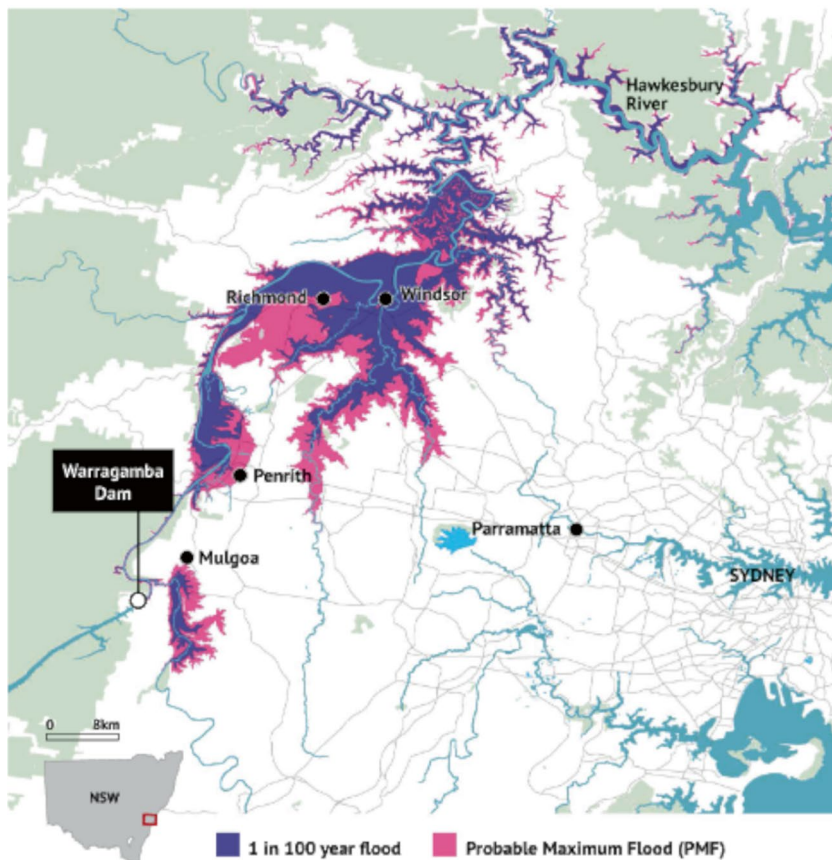 Hawkesbury
River
Richmond
Windsor
Warragamba
Dam
Penrith
Parramatta
Mulgoa
SYDNEY
0 8km
NSW
1 in 100 year flood
Probable Maximum Flood (PMF)